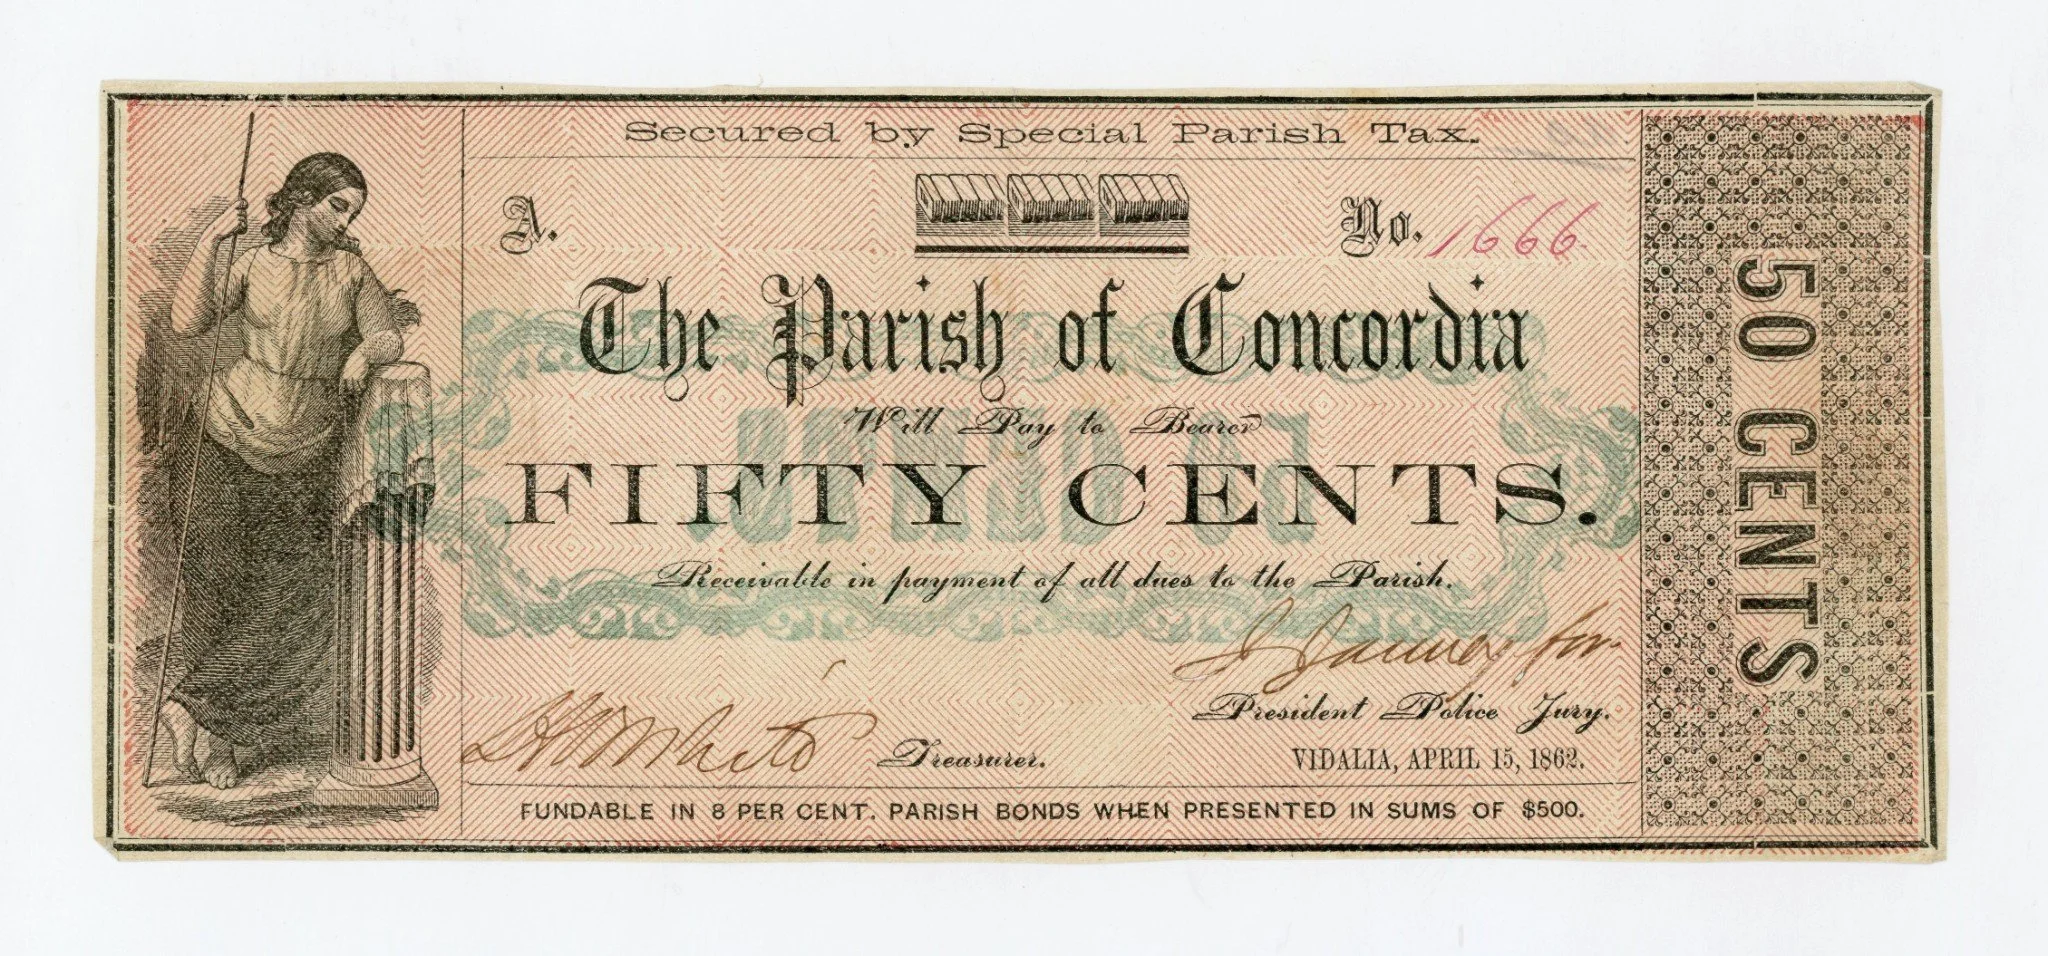 Secured by Special Parish Tax.
A.
No. 1666.
The Parish of Concordia
Will Pay to Bearer
FIFTY CENTS.
Receivable in payment of all dues to the Parish.
President Police Jury.
Treasurer.
VIDALIA, APRIL 15, 1862.
FUNDABLE IN 8 PER CENT. PARISH BONDS WHEN PRESENTED IN SUMS OF $500.
50 CENTS